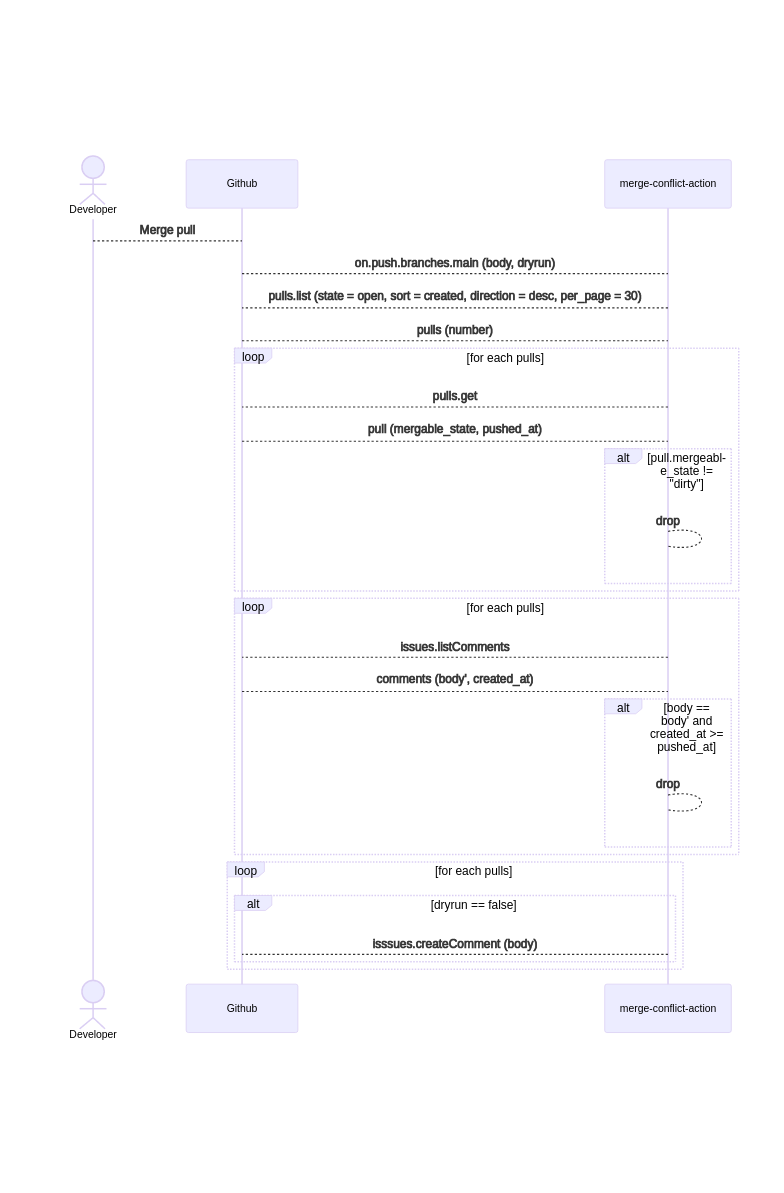 Github
merge-conflict-action
Developer
Merge pull
on.push.branches.main (body, dryrun)
pulls.list (state = open, sort = created, direction = desc, per_page = 30)
pulls (number)
loop
[for each pulls]
pulls.get
pull (mergable_state, pushed_at)
alt
[pull.mergeabl-
e_state !=
"dirty"]
drop
loop
[for each pulls]
issues.listComments
comments (body', created_at)
alt
[body ==
body' and
created_at >=
pushed_at]
drop
loop
[for each pulls]
alt
[dryrun == false]
isssues.createComment (body)
Github
merge-conflict-action
Developer